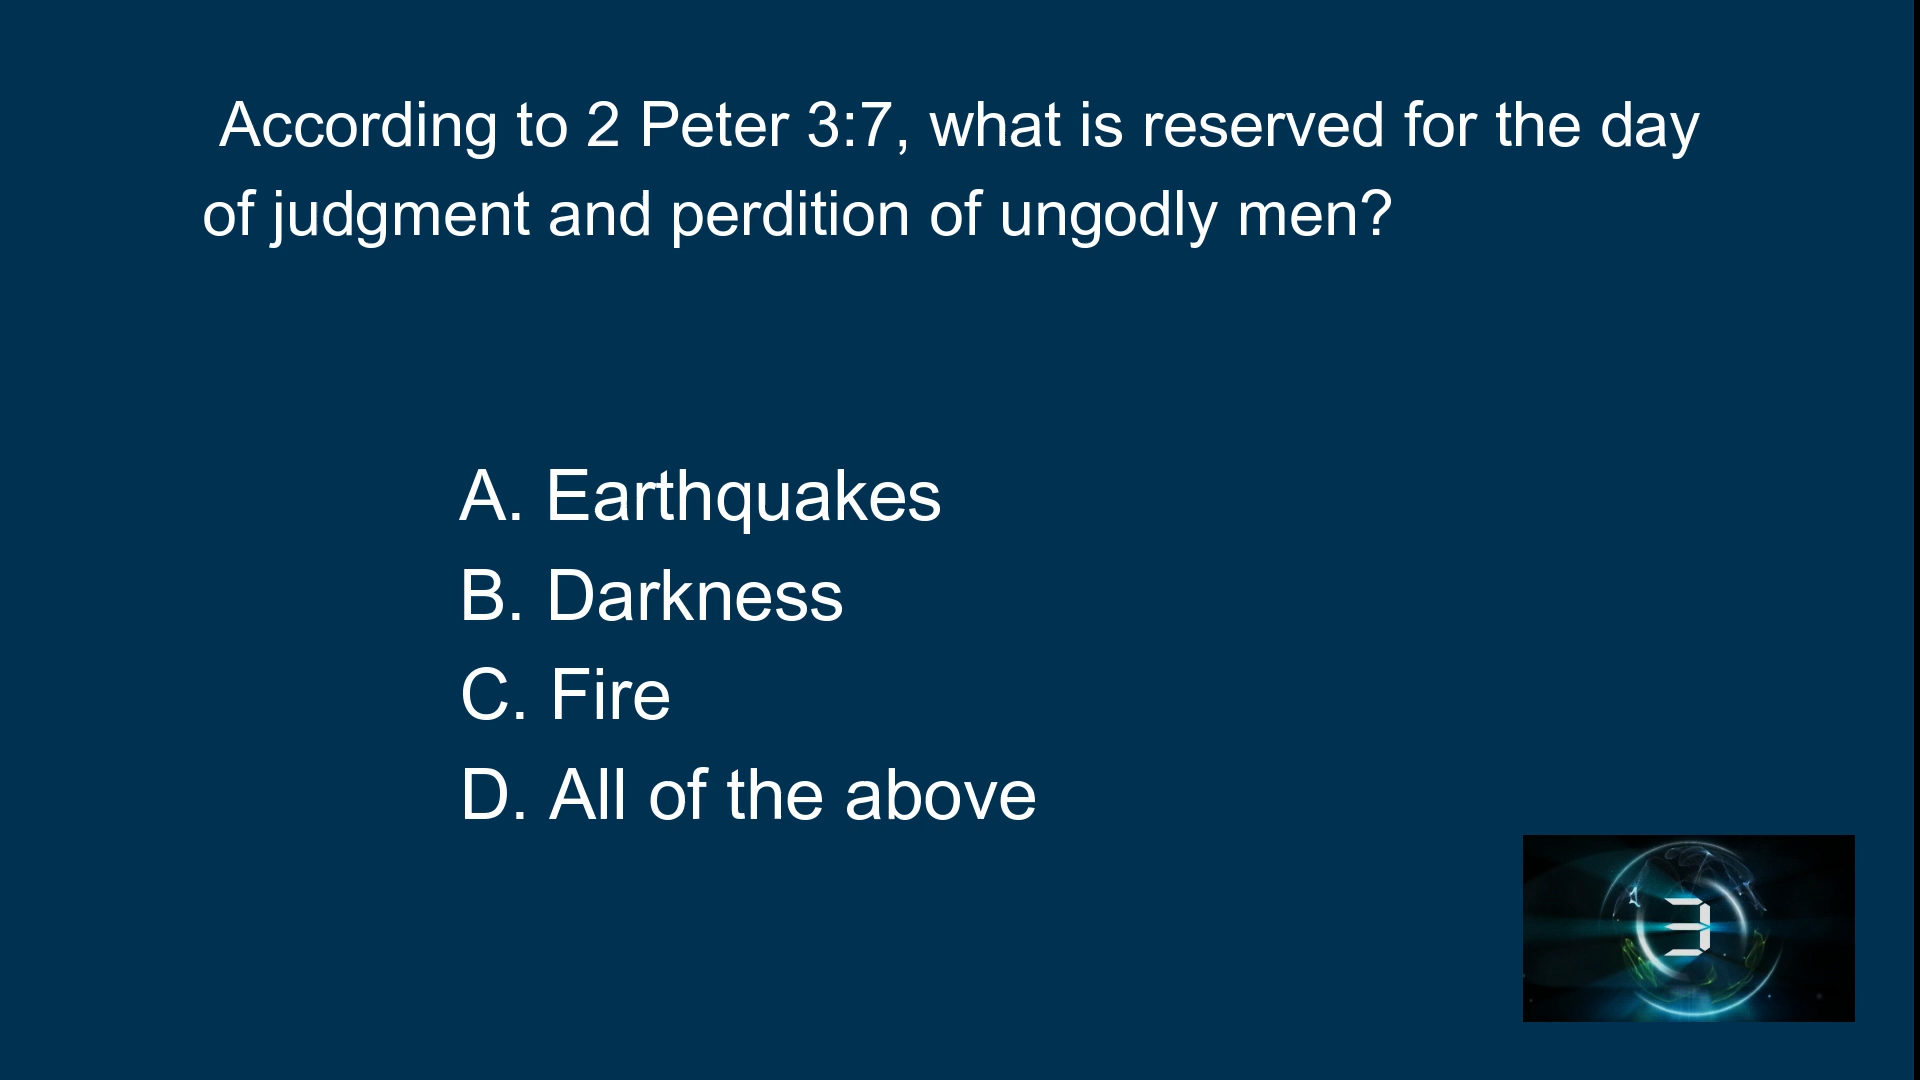 According to 2 Peter 3:7, what is reserved for the day
of judgment and perdition of ungodly men?
A. Earthquakes
B. Darkness
C. Fire
D. All of the above
3